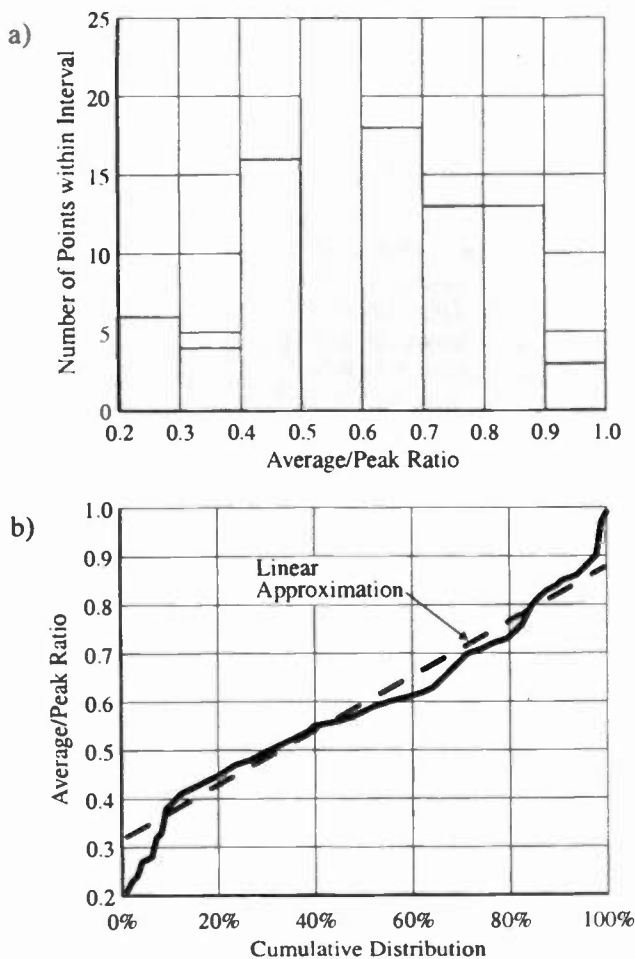 a)
25
20
15
10
5
0
Number of Points within Interval
0.2 0.3 0.4 0.5 0.6 0.7 0.8 0.9 1.0
Average/Peak Ratio
b)
1.0
0.9
0.8
0.7
0.6
0.5
0.4
0.3
0.2
Average/Peak Ratio
Linear
Approximation
0% 20% 40% 60% 80% 100%
Cumulative Distribution